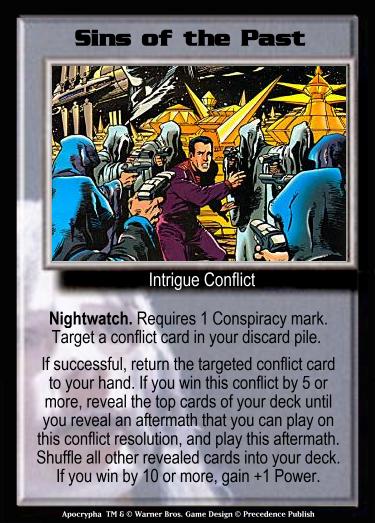 Sins of the Past
Intrigue Conflict
Nightwatch. Requires 1 Conspiracy mark.
Target a conflict card in your discard pile.
If successful, return the targeted conflict card
to your hand. If you win this conflict by 5 or
more, reveal the top cards of your deck until
you reveal an aftermath that you can play on
this conflict resolution, and play this aftermath.
Shuffle all other revealed cards into your deck.
If you win by 10 or more, gain +1 Power.
Apocrypha TM & © Warner Bros. Game Design © Precedence Publish